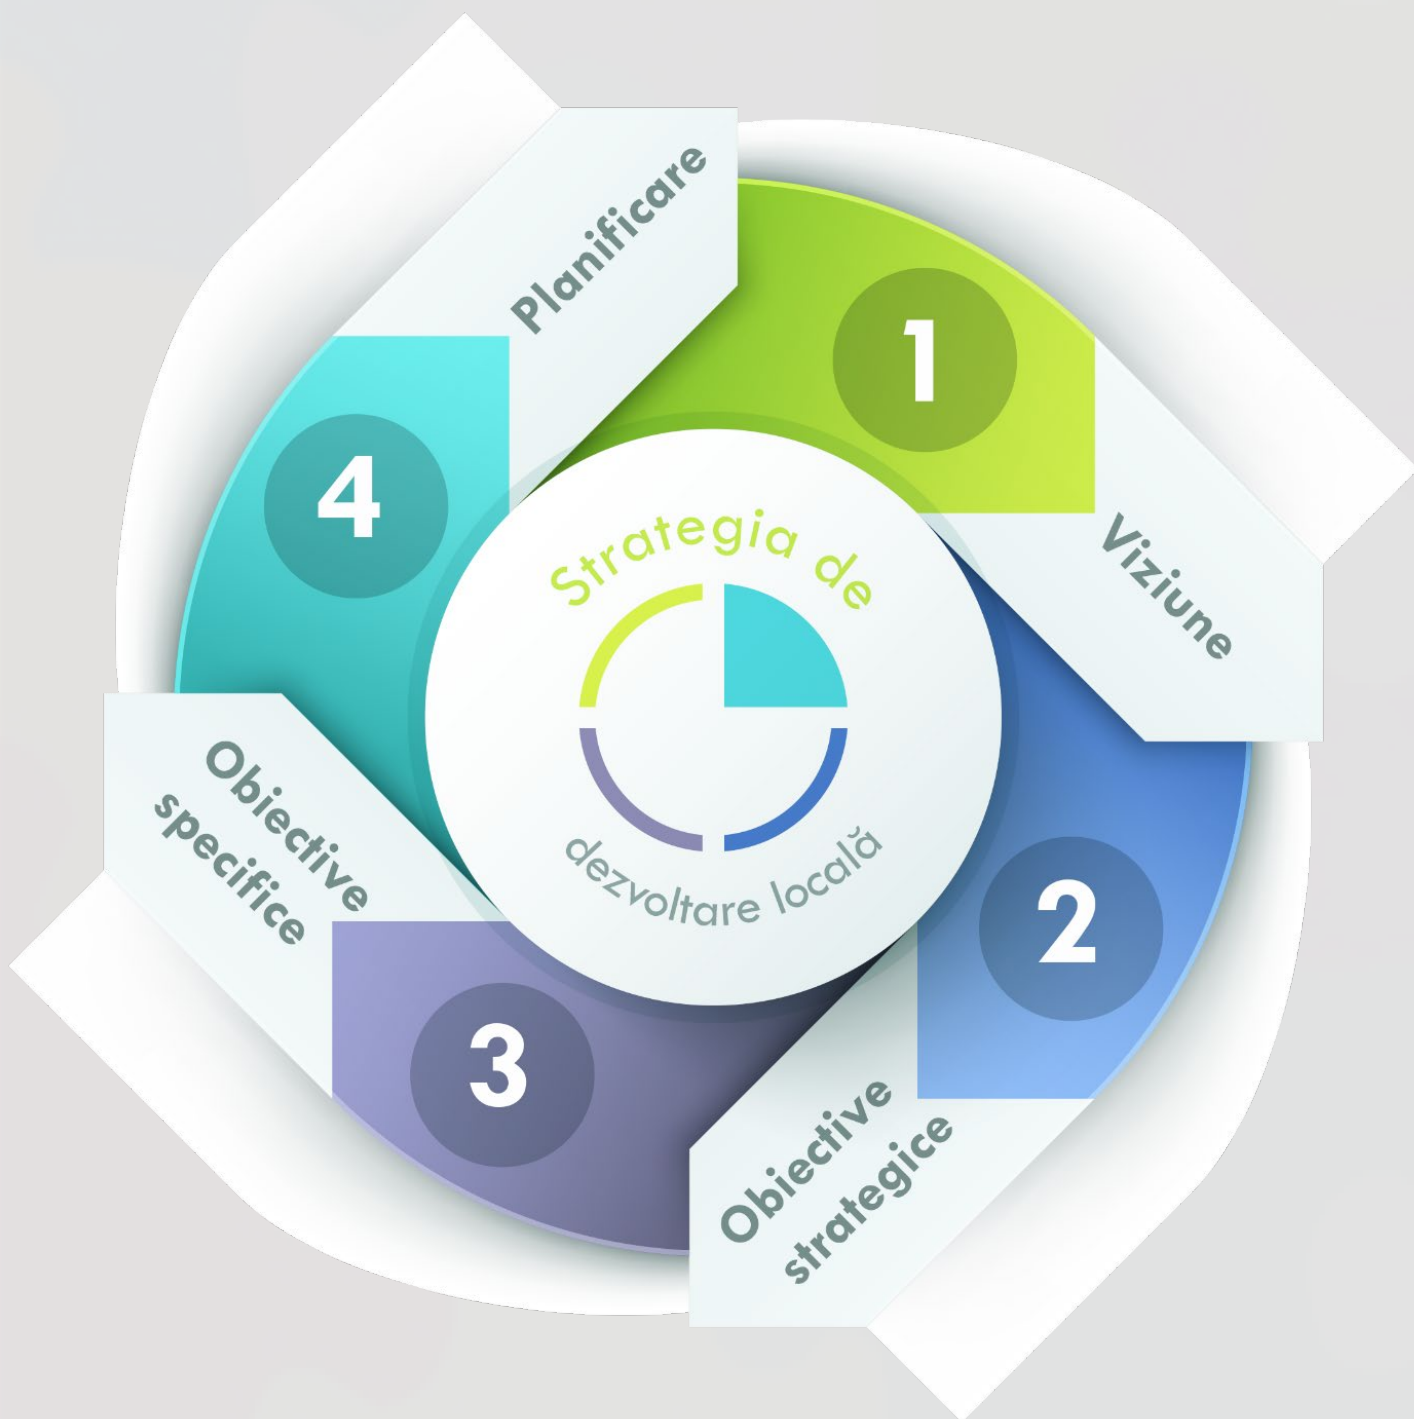 Strategia de
dezvoltare locală
1
Viziune
2
Obiective
strategice
3
Obiective
specifice
4
Planificare